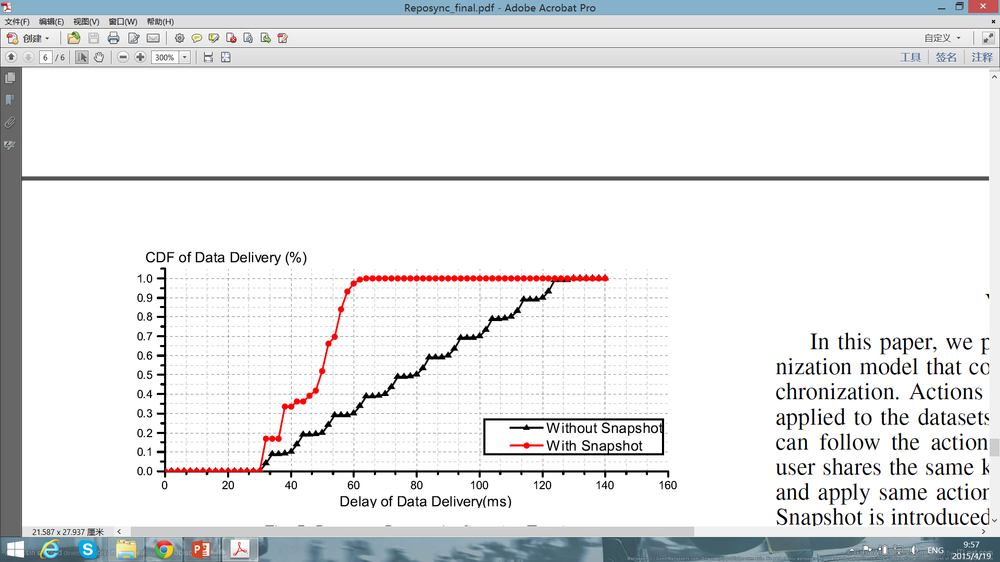 Reposync_final.pdf - Adobe Acrobat Pro
文件(F) 编辑(E) 视图(V) 窗口(W) 帮助(H)
创建
自定义
6 / 6
300%
工具
签名
注释
CDF of Data Delivery (%)
1.0
0.9
0.8
0.7
0.6
0.5
0.4
0.3
0.2
0.1
0.0
0 20 40 60 80 100 120 140 160
Delay of Data Delivery(ms)
Without Snapshot
With Snapshot
In this paper, we p
nization model that co
chronization. Actions
applied to the datasets
can follow the action
user shares the same k
and apply same action
Snapshot is introduced
21.587 x 27.937 厘米
ENG
9:57
2015/4/19